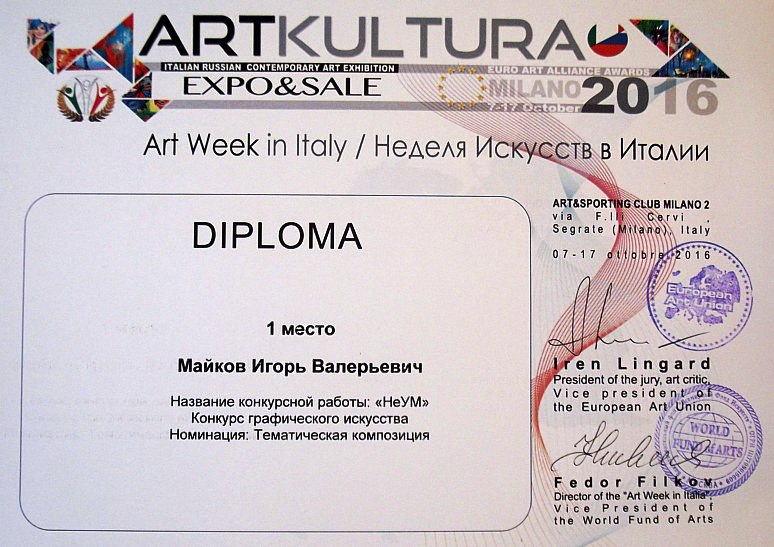 ARTKULTURA
ITALIAN RUSSIAN CONTEMPORARY ART EXHIBITION
EURO ART ALLIANCE AWARDS
EXPO&SALE
MILANO 2016
7-17 October
Art Week in Italy / Неделя Искусств в Италии
DIPLOMA
1 место
Майков Игорь Валерьевич
Название конкурсной работы: «НеУМ»
Конкурс графического искусства
Номинация: Тематическая композиция
ART&SPORTING CLUB MILANO 2
via F.lli Cervi ,
Segrate (Milano), Italy
07-17 ottobre 2016
European
Art Union
Iren Lingard
President of the jury, art critic,
Vice president of
the European Art Union
WORLD
FUND of ARTS
Fedor Filkov
Director of the "Art Week in Italia",
Vice President of
the World Fund of Arts